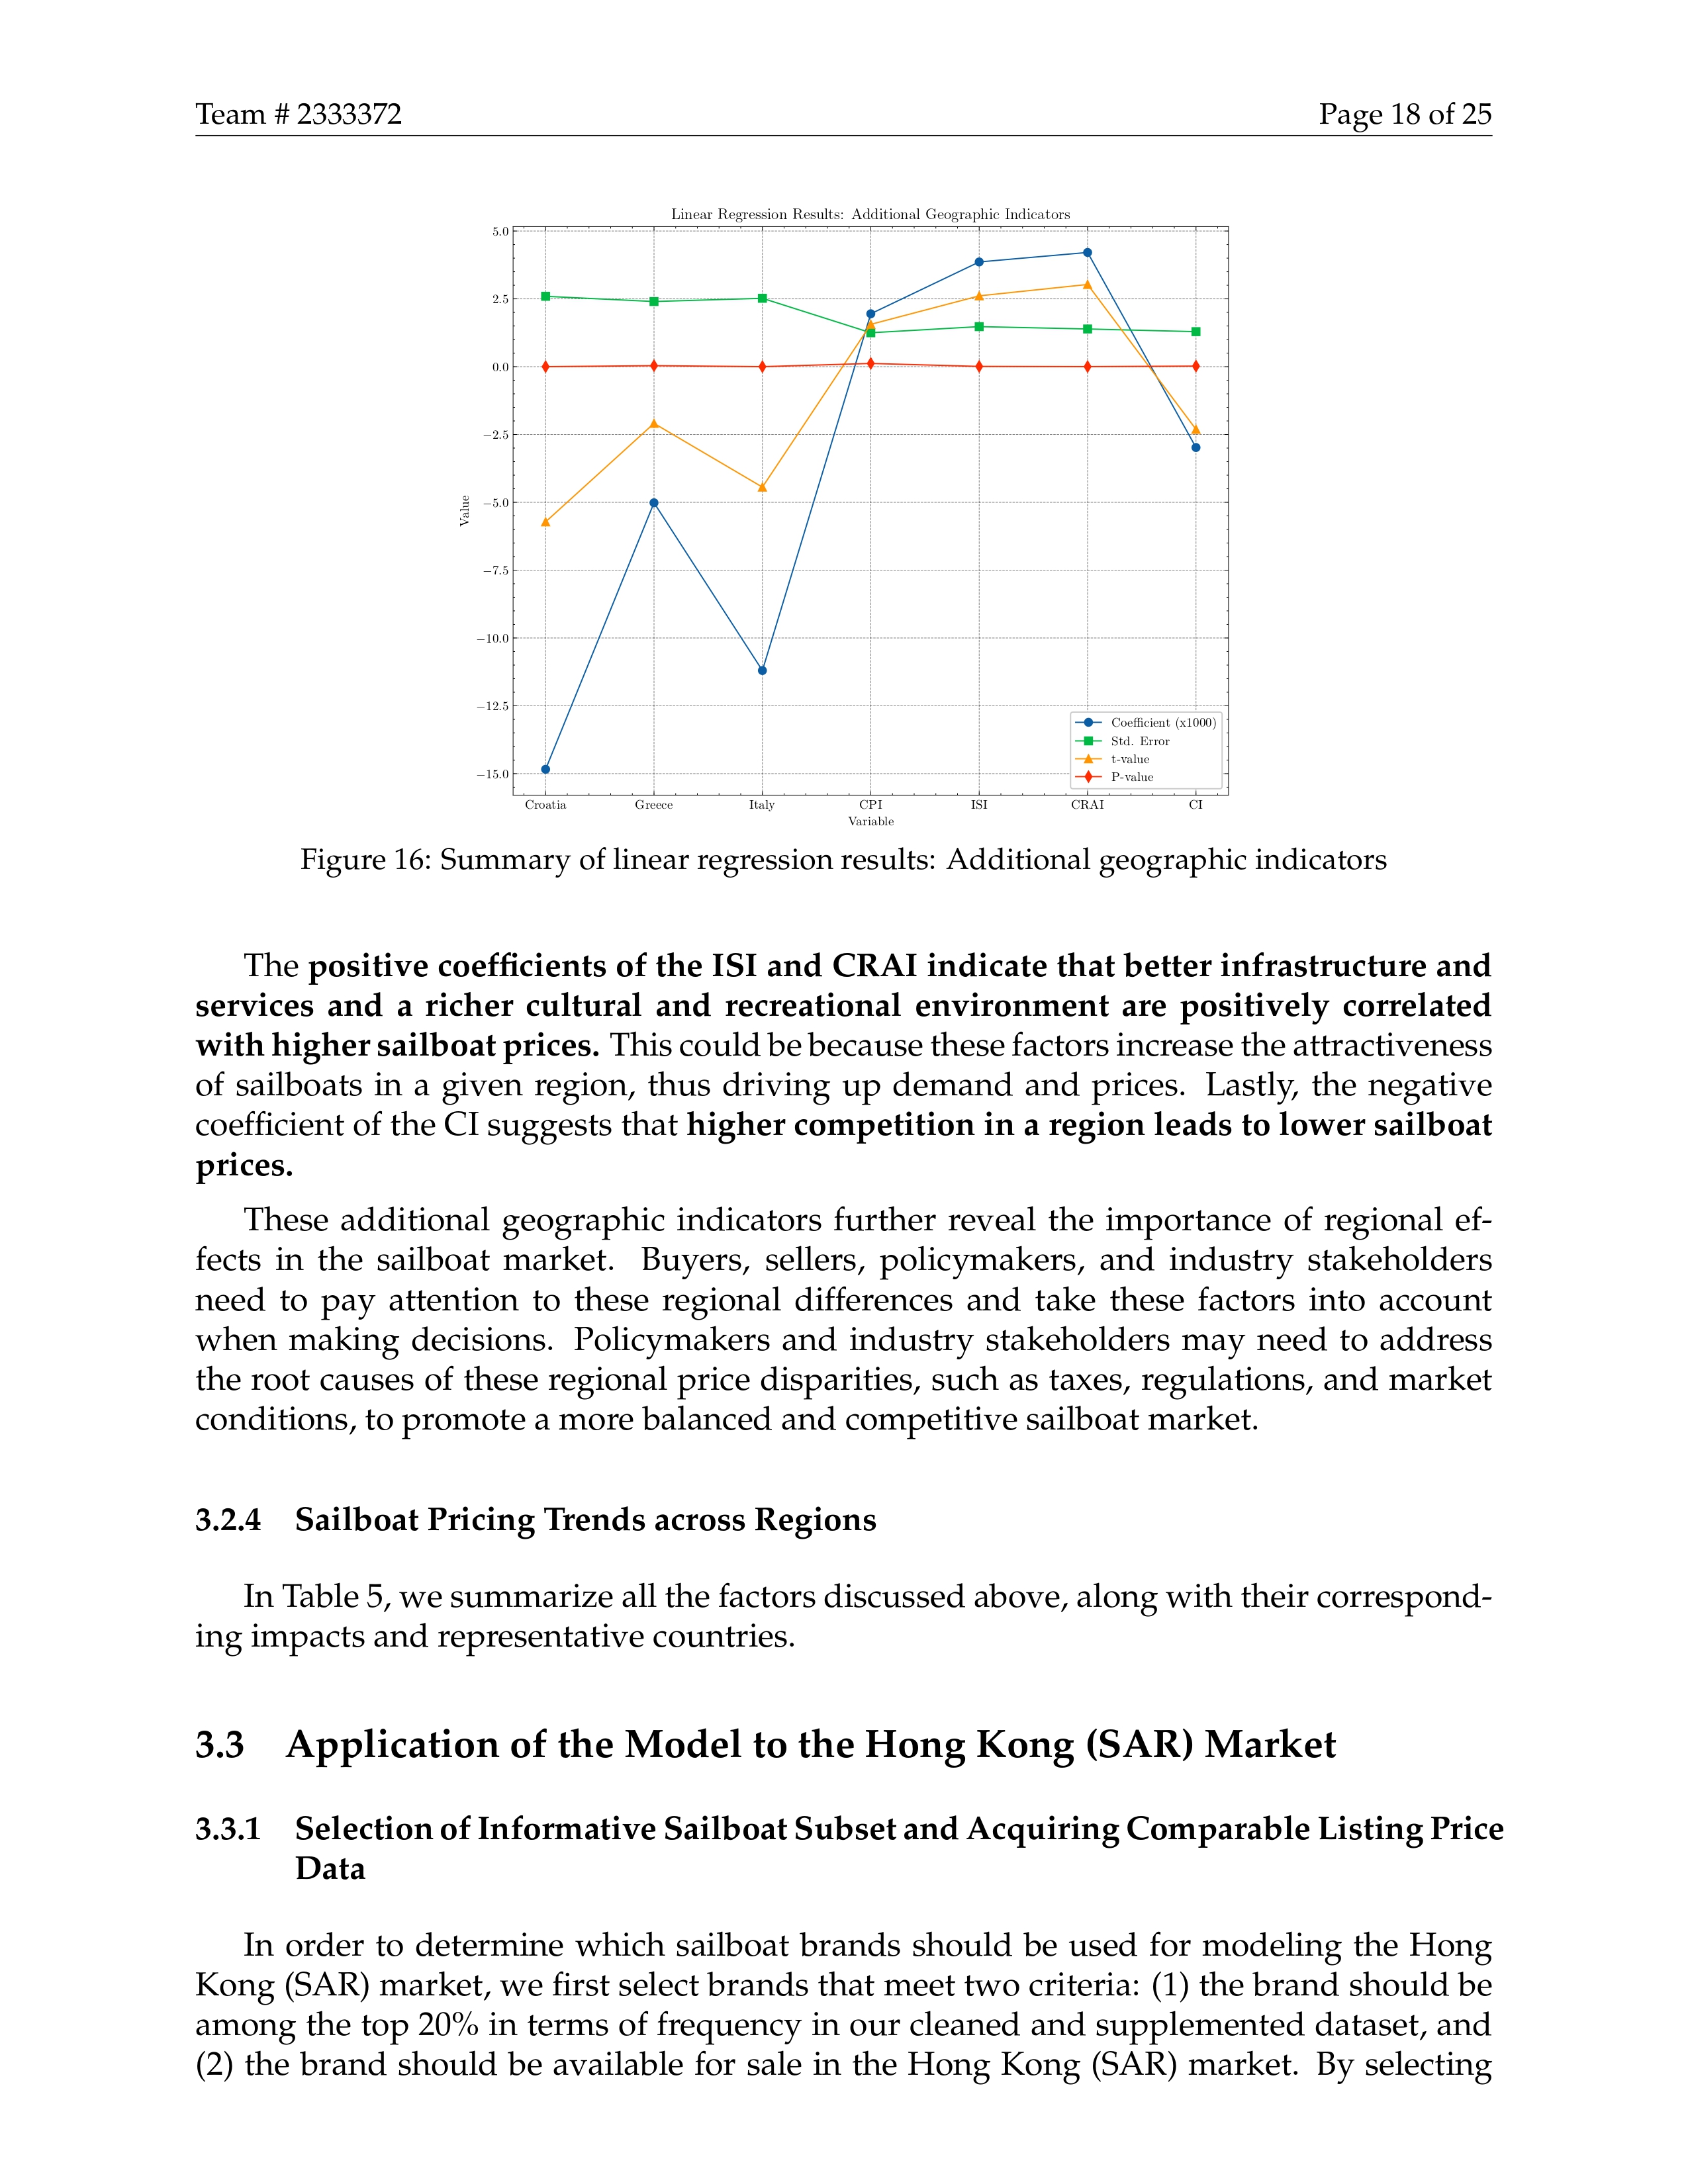 Team # 2333372
Page 18 of 25
Linear Regression Results: Additional Geographic Indicators
5.0
2.5
0.0
−2.5
−5.0
−7.5
−10.0
−12.5
−15.0
Value
Coefficient (x1000)
Std. Error
t-value
P-value
Croatia Greece Italy CPI ISI CRAI CI
Variable
Figure 16: Summary of linear regression results: Additional geographic indicators
The positive coefficients of the ISI and CRAI indicate that better infrastructure and
services and a richer cultural and recreational environment are positively correlated
with higher sailboat prices. This could be because these factors increase the attractiveness
of sailboats in a given region, thus driving up demand and prices. Lastly, the negative
coefficient of the CI suggests that higher competition in a region leads to lower sailboat
prices.
These additional geographic indicators further reveal the importance of regional ef-
fects in the sailboat market. Buyers, sellers, policymakers, and industry stakeholders
need to pay attention to these regional differences and take these factors into account
when making decisions. Policymakers and industry stakeholders may need to address
the root causes of these regional price disparities, such as taxes, regulations, and market
conditions, to promote a more balanced and competitive sailboat market.
3.2.4 Sailboat Pricing Trends across Regions
In Table 5, we summarize all the factors discussed above, along with their correspond-
ing impacts and representative countries.
3.3 Application of the Model to the Hong Kong (SAR) Market
3.3.1 Selection of Informative Sailboat Subset and Acquiring Comparable Listing Price
Data
In order to determine which sailboat brands should be used for modeling the Hong
Kong (SAR) market, we first select brands that meet two criteria: (1) the brand should be
among the top 20% in terms of frequency in our cleaned and supplemented dataset, and
(2) the brand should be available for sale in the Hong Kong (SAR) market. By selecting